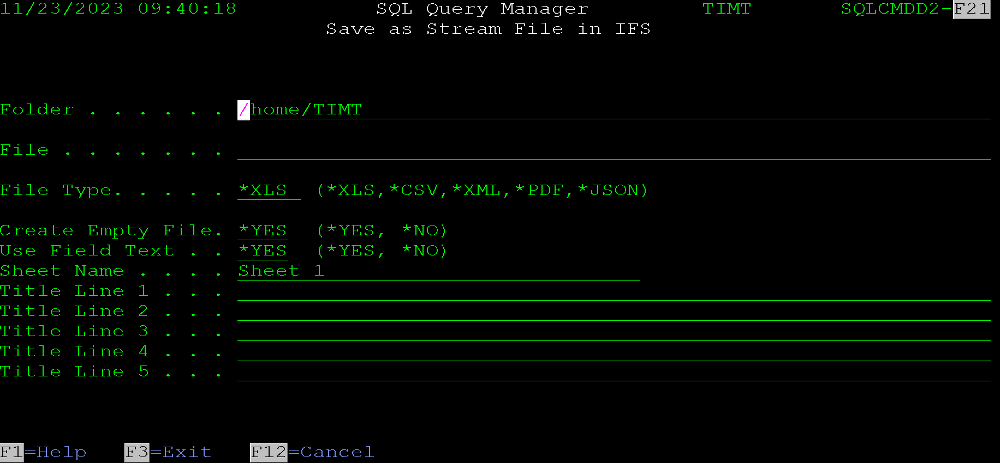 11/23/2023 09:40:18 SQL Query Manager TIMT SQLCMDD2-F21
Save as Stream File in IFS
Folder . . . . . . /home/TIMT
File . . . . . . .
File Type. . . . . *XLS (*XLS,*CSV,*XML,*PDF,*JSON)
Create Empty File. *YES (*YES, *NO)
Use Field Text . . *YES (*YES, *NO)
Sheet Name . . . . Sheet 1
Title Line 1 . . .
Title Line 2 . . .
Title Line 3 . . .
Title Line 4 . . .
Title Line 5 . . .
F1=Help F3=Exit F12=Cancel